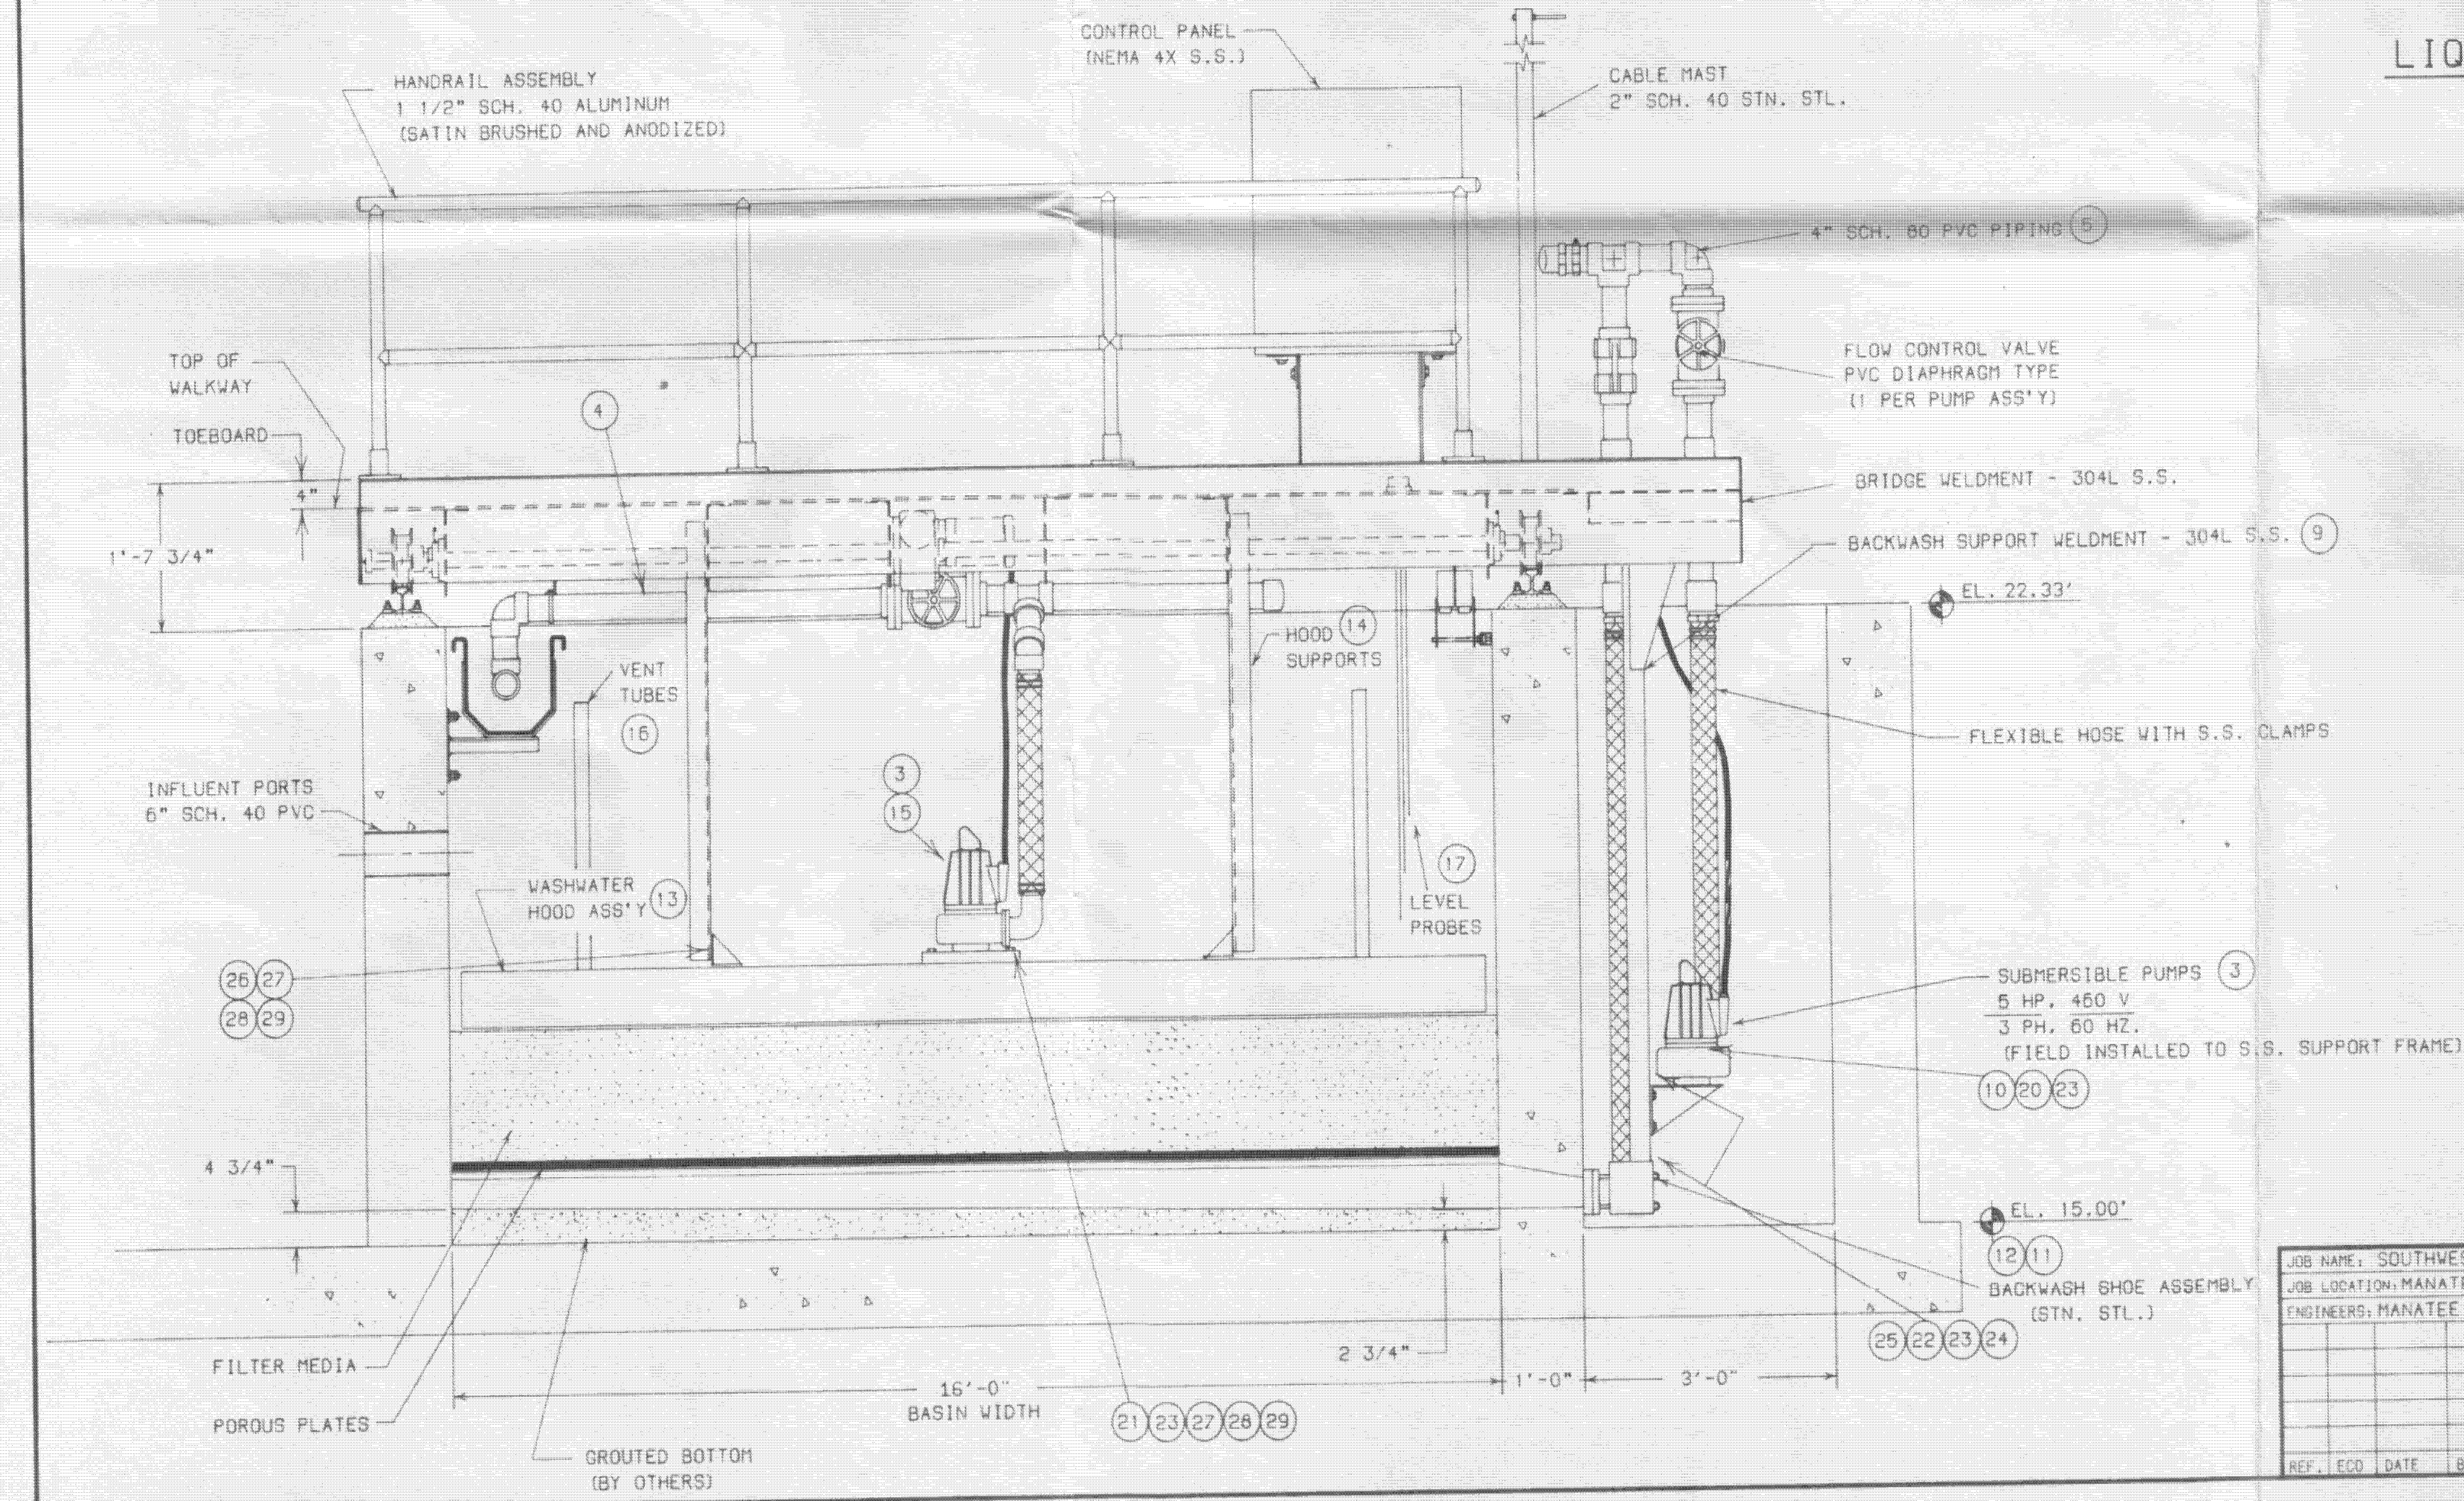 LIQ
CONTROL PANEL
(NEMA 4X S.S.)
HANDRAIL ASSEMBLY
1 1/2" SCH. 40 ALUMINUM
(SATIN BRUSHED AND ANODIZED)
CABLE MAST
2" SCH. 40 STN. STL.
4" SCH. 80 PVC PIPING 5
FLOW CONTROL VALVE
PVC DIAPHRAGM TYPE
(1 PER PUMP ASS'Y)
TOP OF
WALKWAY
TOEBOARD
4
4"
1'-7 3/4"
BRIDGE WELDMENT - 304L S.S.
BACKWASH SUPPORT WELDMENT - 304L S.S. 9
EL. 22.33'
HOOD 14
SUPPORTS
VENT
TUBES
16
FLEXIBLE HOSE WITH S.S. CLAMPS
INFLUENT PORTS
6" SCH. 40 PVC
3
15
17
LEVEL
PROBES
WASHWATER
HOOD ASS'Y 13
26 27
28 29
SUBMERSIBLE PUMPS 3
5 HP, 460 V
3 PH, 60 HZ.
(FIELD INSTALLED TO S.S. SUPPORT FRAME)
10 20 23
4 3/4"
EL. 15.00'
12 11
BACKWASH SHOE ASSEMBLY
(STN. STL.)
25 22 23 24
FILTER MEDIA
POROUS PLATES
GROUTED BOTTOM
(BY OTHERS)
2 3/4"
16'-0"
BASIN WIDTH
1'-0"
3'-0"
21 23 27 28 29
JOB NAME: SOUTHWES
JOB LOCATION: MANATE
ENGINEERS: MANATEE
REF. ECO DATE B